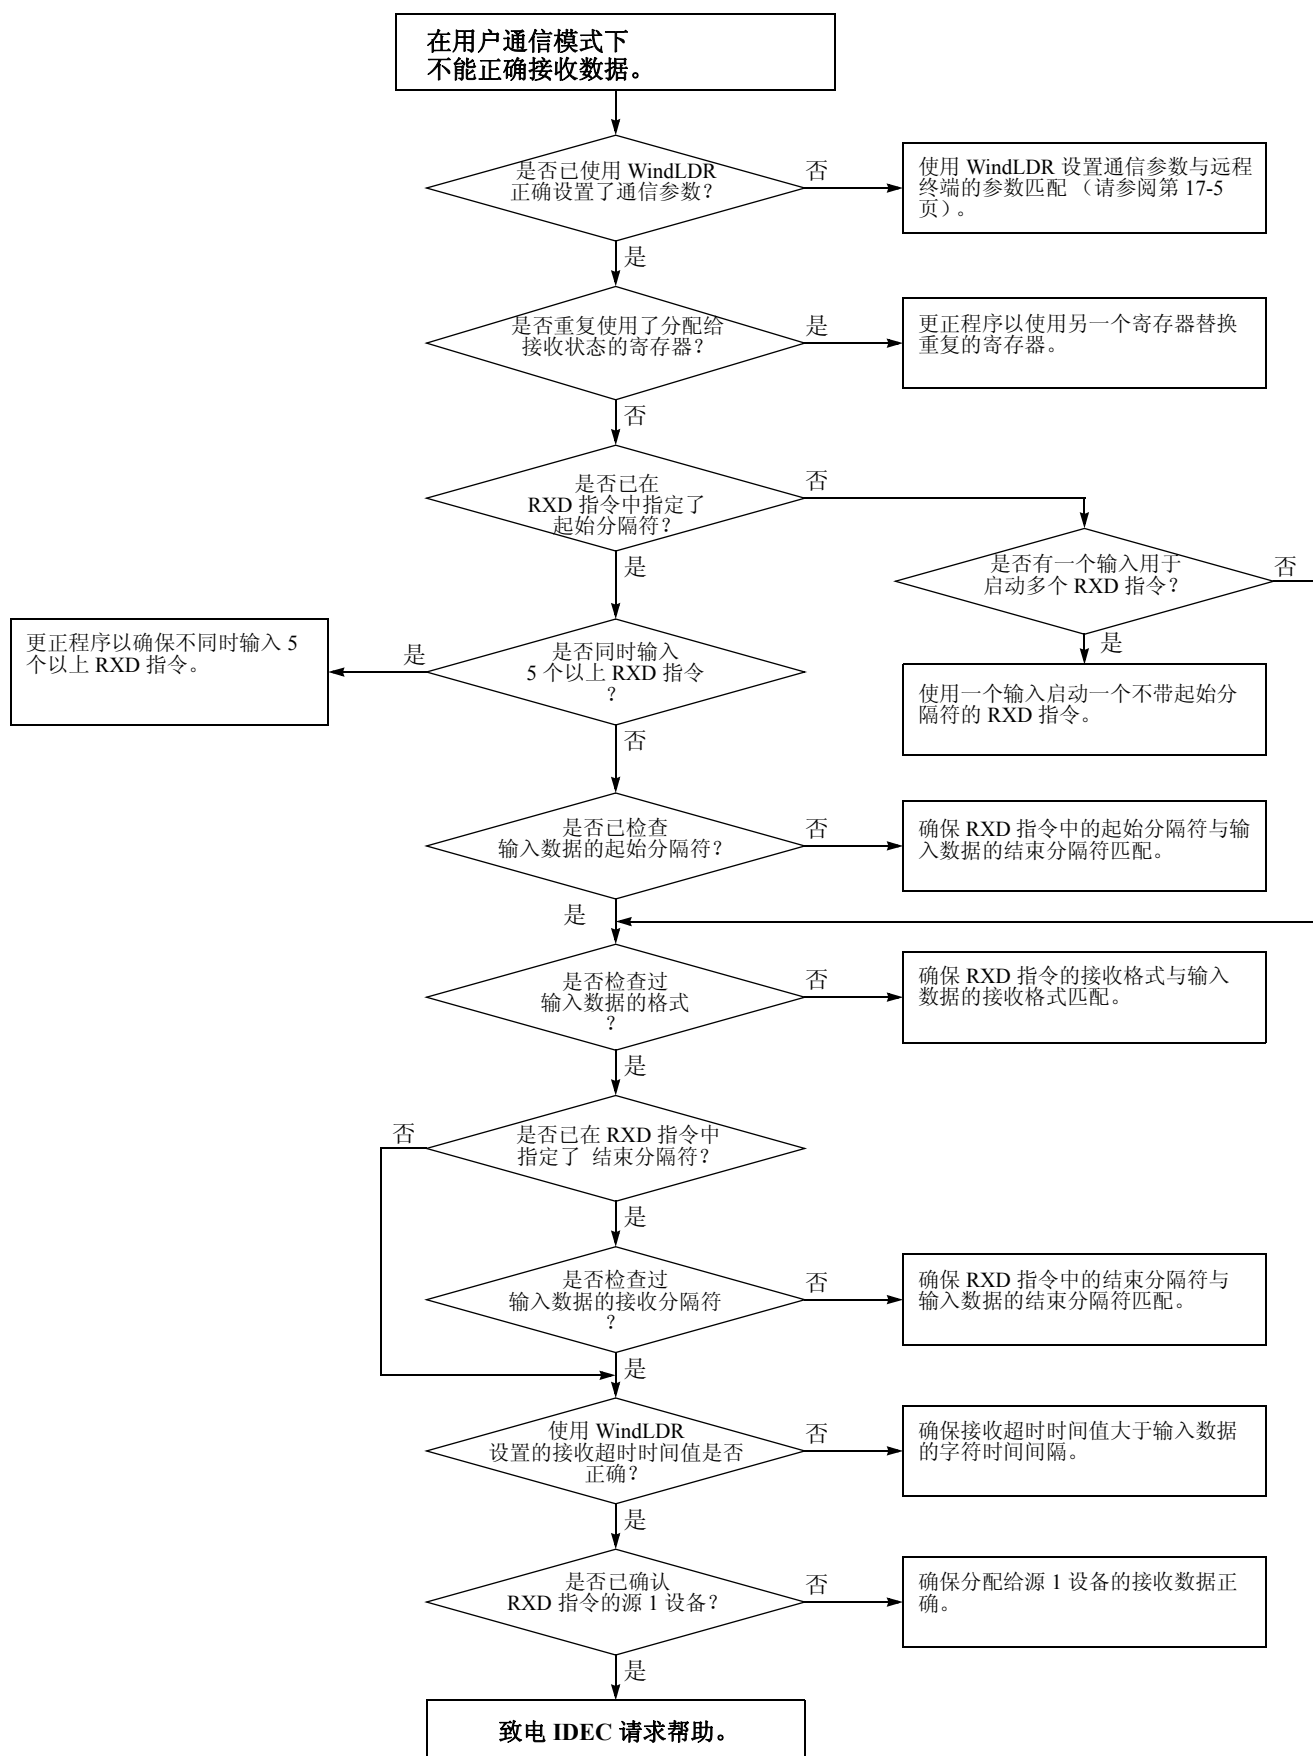 在用户通信模式下
不能正确接收数据。
是否已使用 WindLDR
正确设置了通信参数？
否
使用 WindLDR 设置通信参数与远程
终端的参数匹配 （请参阅第 17-5
页）。
是
是否重复使用了分配给
接收状态的寄存器？
是
更正程序以使用另一个寄存器替换
重复的寄存器。
否
是否已在
RXD 指令中指定了
起始分隔符？
否
是
是否有一个输入用于
启动多个 RXD 指令？
否
是
使用一个输入启动一个不带起始分
隔符的 RXD 指令。
更正程序以确保不同时输入 5
个以上 RXD 指令。
是
是否同时输入
5 个以上 RXD 指令
？
否
是否已检查
输入数据的起始分隔符？
否
确保 RXD 指令中的起始分隔符与输
入数据的结束分隔符匹配。
是
是否检查过
输入数据的格式
？
否
确保 RXD 指令的接收格式与输入
数据的接收格式匹配。
是
否
是否已在 RXD 指令中
指定了 结束分隔符？
是
是否检查过
输入数据的接收分隔符
？
否
确保 RXD 指令中的结束分隔符与
输入数据的结束分隔符匹配。
是
使用 WindLDR
设置的接收超时时间值是否
正确？
否
确保接收超时时间值大于输入数据
的字符时间间隔。
是
是否已确认
RXD 指令的源 1 设备？
否
确保分配给源 1 设备的接收数据正
确。
是
致电 IDEC 请求帮助。